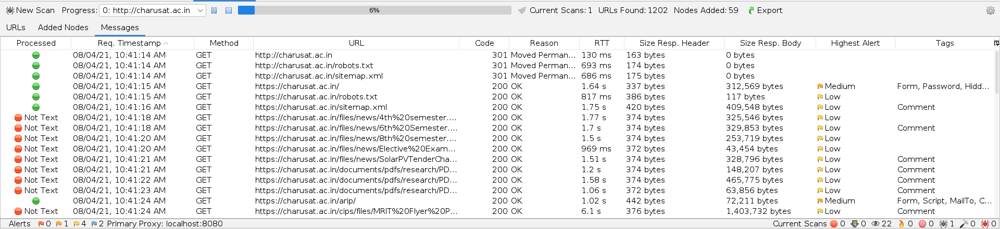 New Scan Progress: 0: http://charusat.ac.in 6% Current Scans: 1 URLs Found: 1202 Nodes Added: 59 Export
URLs Added Nodes Messages
Processed Req. Timestamp Method URL Code Reason RTT Size Resp. Header Size Resp. Body Highest Alert Tags
08/04/21, 10:41:14 AM GET http://charusat.ac.in 301 Moved Perman... 130 ms 163 bytes 0 bytes
08/04/21, 10:41:14 AM GET http://charusat.ac.in/robots.txt 301 Moved Perman... 693 ms 174 bytes 0 bytes
08/04/21, 10:41:14 AM GET http://charusat.ac.in/sitemap.xml 301 Moved Perman... 686 ms 175 bytes 0 bytes
08/04/21, 10:41:15 AM GET https://charusat.ac.in/ 200 OK 1.64 s 337 bytes 312,569 bytes Medium Form, Password, Hidd...
08/04/21, 10:41:15 AM GET https://charusat.ac.in/robots.txt 200 OK 817 ms 386 bytes 117 bytes Low
08/04/21, 10:41:16 AM GET https://charusat.ac.in/sitemap.xml 200 OK 1.75 s 420 bytes 409,548 bytes Low Comment
Not Text 08/04/21, 10:41:18 AM GET https://charusat.ac.in/files/news/4th%20semester.... 200 OK 1.77 s 374 bytes 325,546 bytes Low
Not Text 08/04/21, 10:41:18 AM GET https://charusat.ac.in/files/news/6th%20Semester.... 200 OK 1.7 s 374 bytes 329,853 bytes Low Comment
Not Text 08/04/21, 10:41:20 AM GET https://charusat.ac.in/files/news/8th%20semester.... 200 OK 1.5 s 374 bytes 253,719 bytes Low
Not Text 08/04/21, 10:41:20 AM GET https://charusat.ac.in/files/news/Elective%20Exam... 200 OK 969 ms 372 bytes 43,454 bytes Low
Not Text 08/04/21, 10:41:21 AM GET https://charusat.ac.in/files/news/SolarPVTenderCha... 200 OK 1.51 s 374 bytes 328,796 bytes Low Comment
Not Text 08/04/21, 10:41:21 AM GET https://charusat.ac.in/documents/pdfs/research/PD... 200 OK 1.2 s 374 bytes 148,207 bytes Low Comment
Not Text 08/04/21, 10:41:22 AM GET https://charusat.ac.in/documents/pdfs/research/PD... 200 OK 1.58 s 374 bytes 465,775 bytes Low Comment
Not Text 08/04/21, 10:41:23 AM GET https://charusat.ac.in/documents/pdfs/research/PD... 200 OK 1.06 s 372 bytes 63,856 bytes Low Comment
08/04/21, 10:41:24 AM GET https://charusat.ac.in/arip/ 200 OK 1.02 s 442 bytes 72,211 bytes Medium Form, Script, MailTo, C...
Not Text 08/04/21, 10:41:24 AM GET https://charusat.ac.in/cips/files/MRIT%20Flyer%20P... 200 OK 6.1 s 376 bytes 1,403,732 bytes Low Comment
Alerts 0 1 4 2 Primary Proxy: localhost:8080 Current Scans 0 0 22 0 0 1 0 0